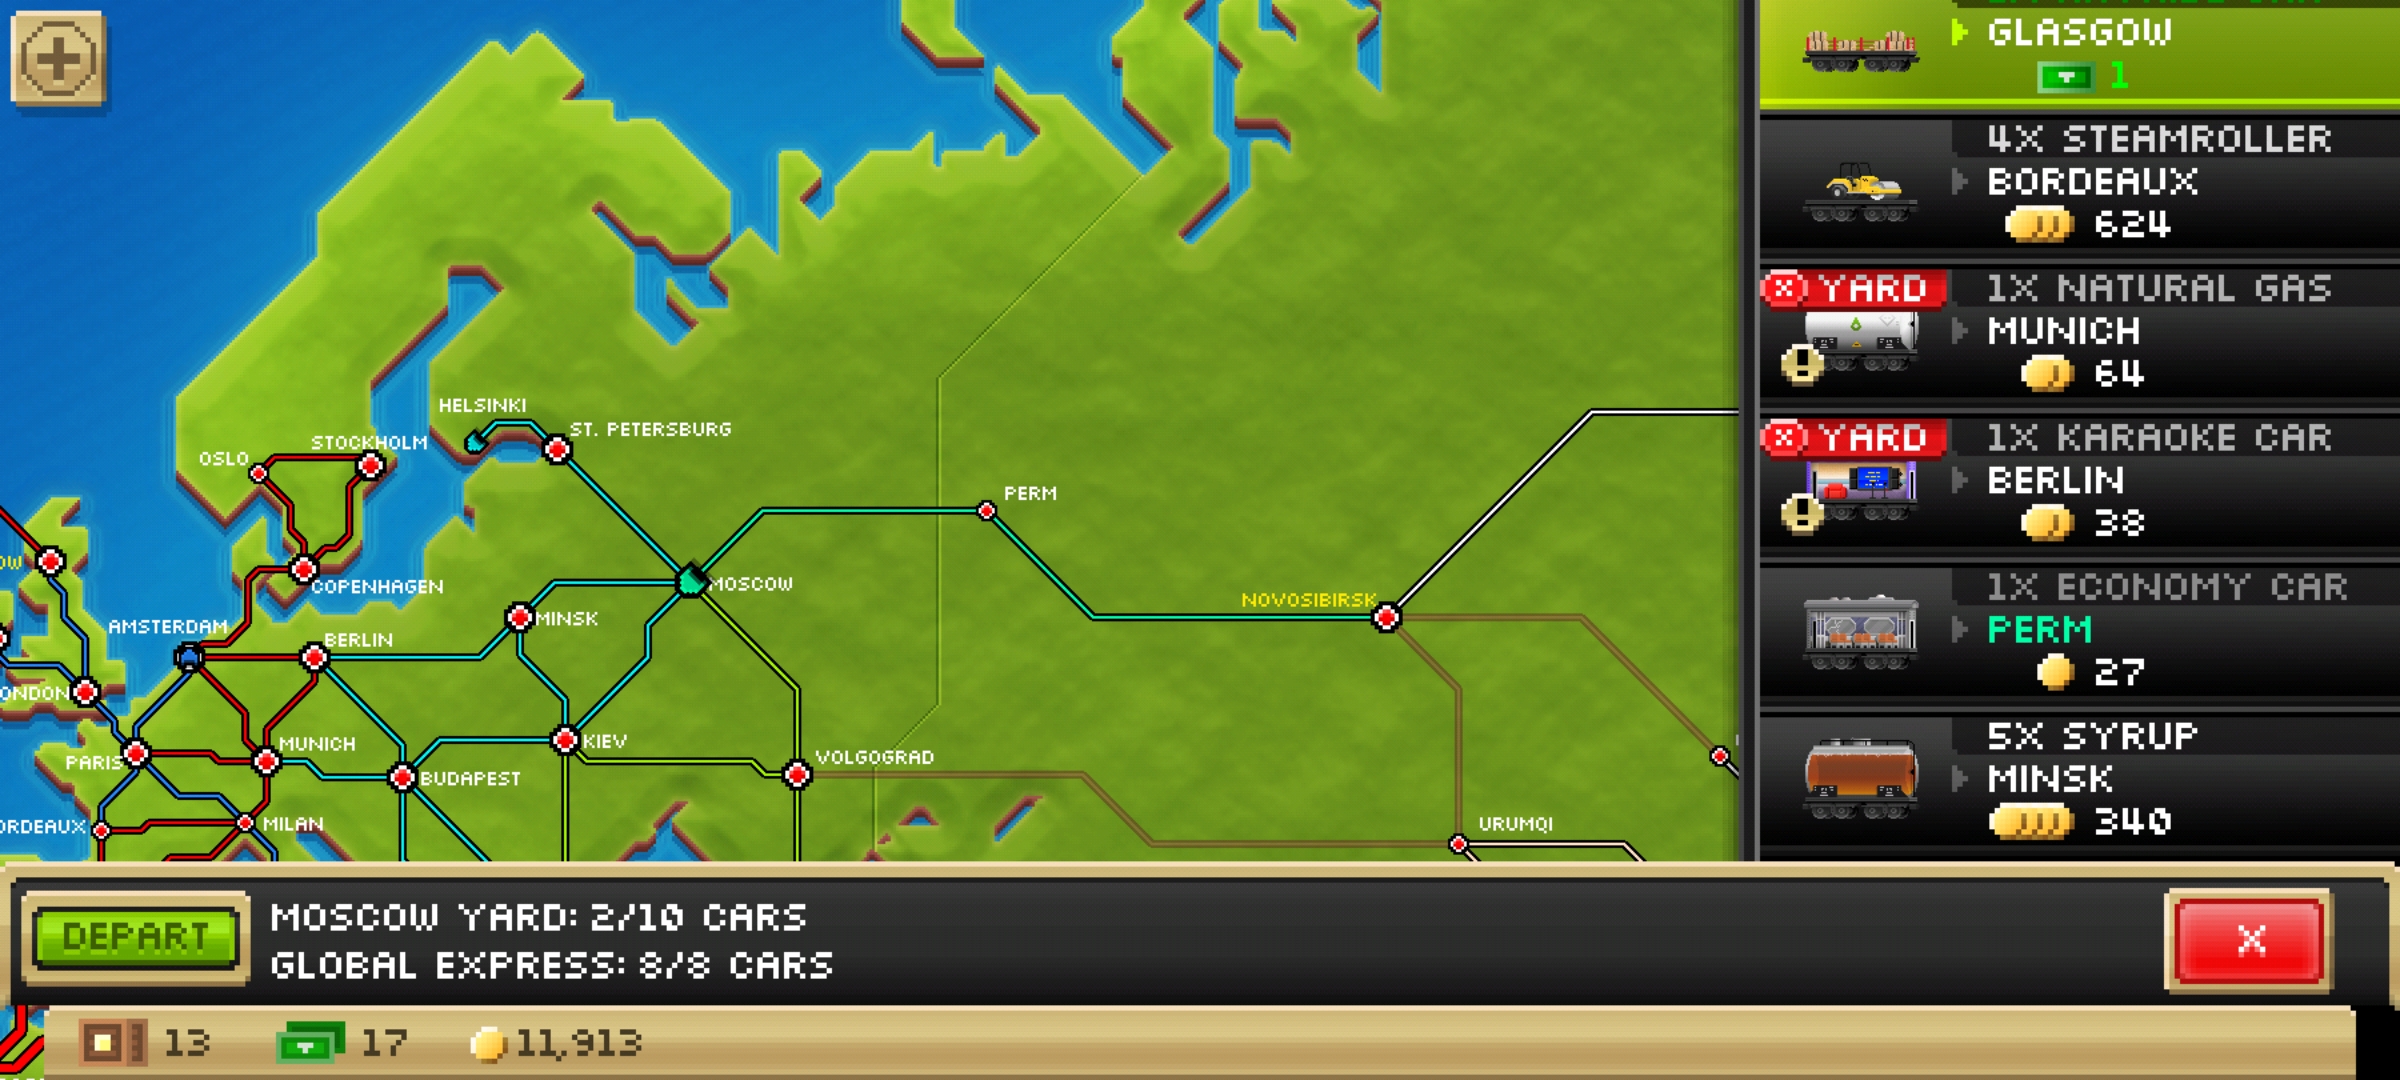 HELSINKI
ST. PETERSBURG
STOCKHOLM
OSLO
PERM
COPENHAGEN
MOSCOW
NOVOSIBIRSK
MINSK
AMSTERDAM
BERLIN
ONDON
KIEV
MUNICH
VOLGOGRAD
PARIS
BUDAPEST
ORDEAUX
MILAN
URUMQI
OW
GLASGOW
1
4X STEAMROLLER
BORDEAUX
624
YARD
1X NATURAL GAS
MUNICH
64
YARD
1X KARAOKE CAR
BERLIN
38
1X ECONOMY CAR
PERM
27
5X SYRUP
MINSK
340
DEPART
MOSCOW YARD: 2/10 CARS
GLOBAL EXPRESS: 8/8 CARS
X
13
17
11,913